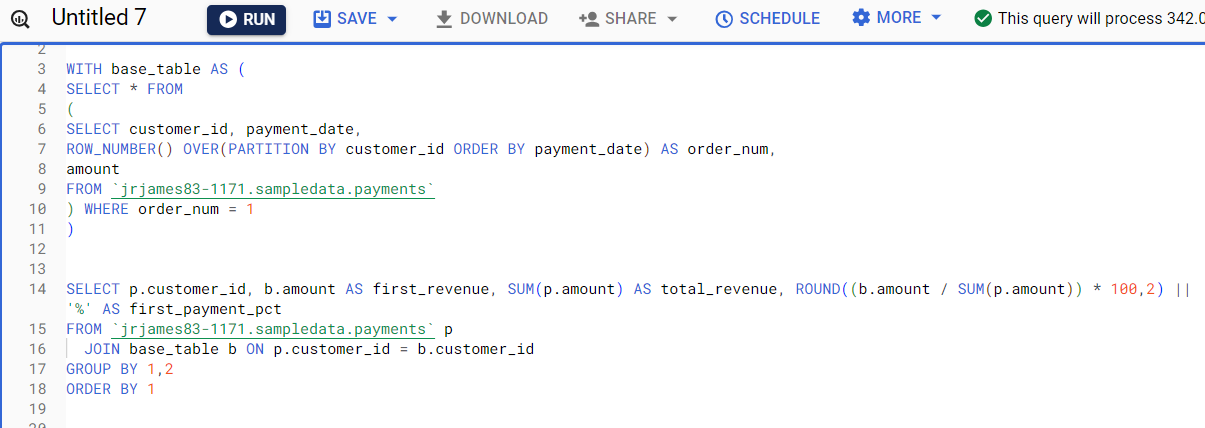 Untitled 7 RUN SAVE DOWNLOAD SHARE SCHEDULE MORE This query will process 342.0
2
3 WITH base_table AS (
4 SELECT * FROM
5 (
6 SELECT customer_id, payment_date,
7 ROW_NUMBER() OVER(PARTITION BY customer_id ORDER BY payment_date) AS order_num,
8 amount
9 FROM `jrjames83-1171.sampledata.payments`
10 ) WHERE order_num = 1
11 )
12
13
14 SELECT p.customer_id, b.amount AS first_revenue, SUM(p.amount) AS total_revenue, ROUND((b.amount / SUM(p.amount)) * 100,2) ||
'%' AS first_payment_pct
15 FROM `jrjames83-1171.sampledata.payments` p
16 JOIN base_table b ON p.customer_id = b.customer_id
17 GROUP BY 1,2
18 ORDER BY 1
19
20